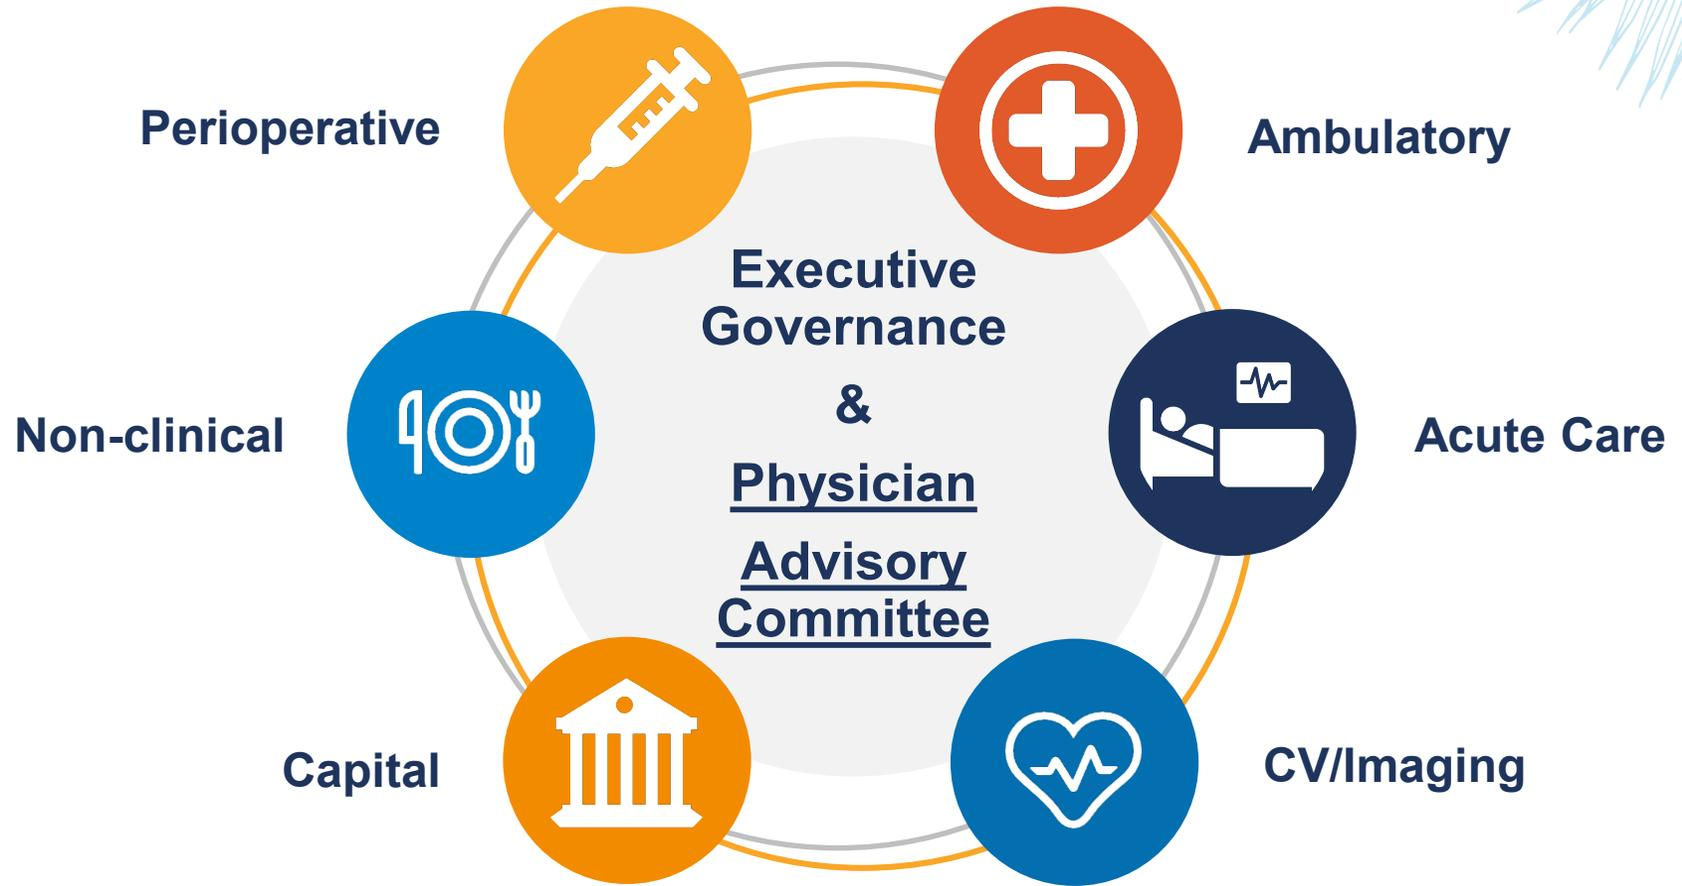 Perioperative
Ambulatory
Executive
Governance
&
Physician
Advisory
Committee
Non-clinical
Acute Care
Capital
CV/Imaging